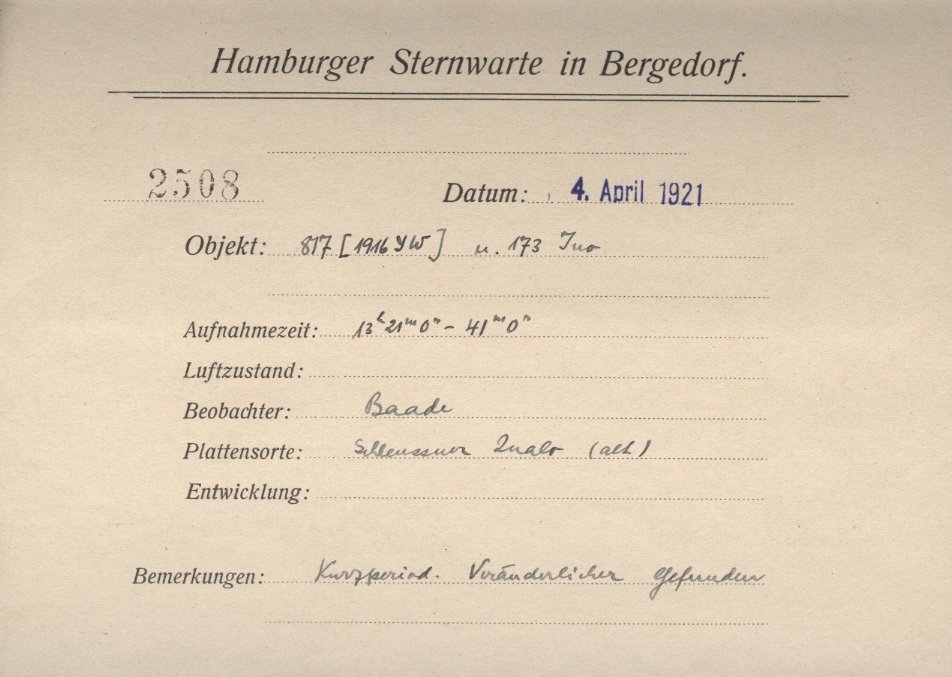 Hamburger Sternwarte in Bergedorf.
2508
Datum: 4. April 1921
Objekt: 817 [1916 YW] u. 173 Ino
Aufnahmezeit: 13h 21m 0s - 41m 0s
Luftzustand:
Beobachter: Baade
Plattensorte: Schleussner (alt)
Entwicklung:
Bemerkungen: Kurzperiod. Veränderlicher gefunden